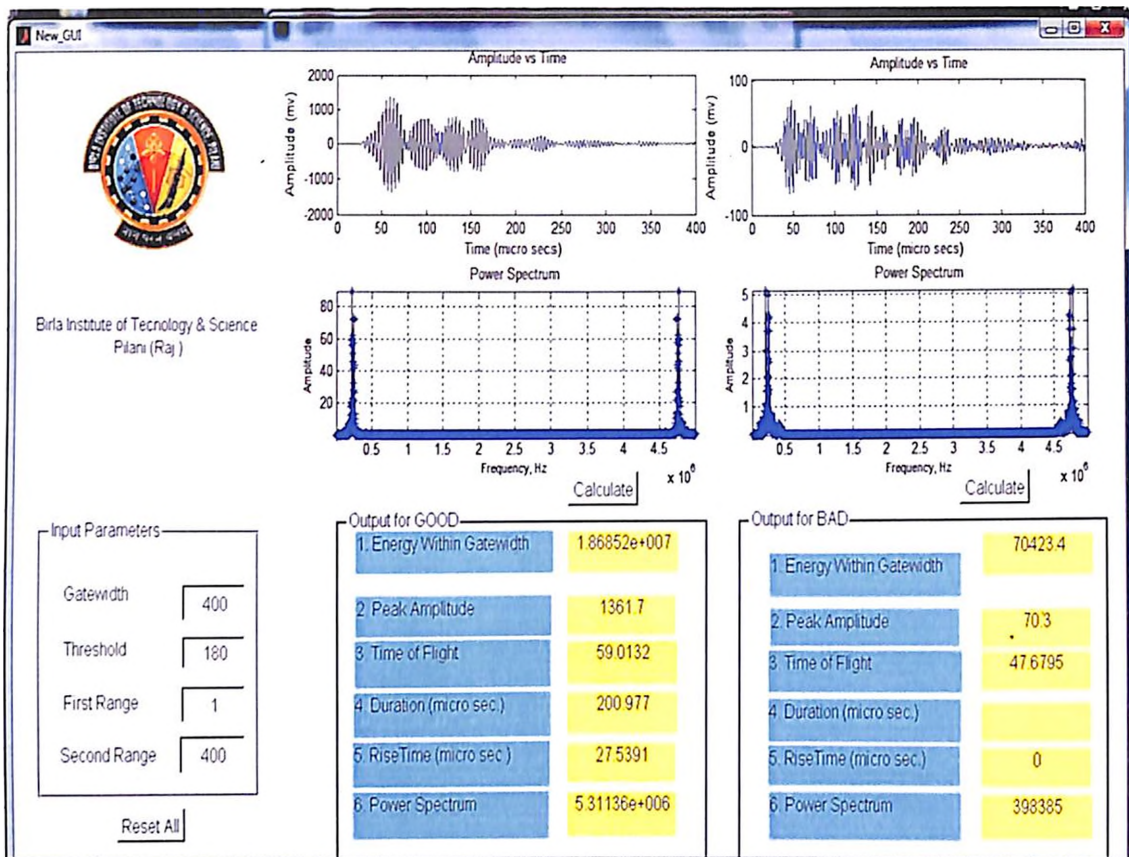 New_GUI
BIRLA INSTITUTE OF TECHNOLOGY & SCIENCE PILANI
Birla Institute of Tecnology & Science
Pilani (Raj )
Amplitude vs Time
2000
1000
0
-1000
-2000
Amplitude (mv)
0 50 100 150 200 250 300 350 400
Time (micro secs)
Amplitude vs Time
100
0
-100
Amplitude (mv)
0 50 100 150 200 250 300 350 400
Time (micro secs)
Power Spectrum
80
60
40
20
Amplitude
0.5 1 1.5 2 2.5 3 3.5 4 4.5
Frequency, Hz
x 10^6
Calculate
Power Spectrum
5
4
3
2
1
Amplitude
0.5 1 1.5 2 2.5 3 3.5 4 4.5
Frequency, Hz
x 10^6
Calculate
Input Parameters
Gatewidth 400
Threshold 180
First Range 1
Second Range 400
Reset All
Output for GOOD
1. Energy Within Gatewidth 1.86852e+007
2. Peak Amplitude 1361.7
3. Time of Flight 59.0132
4. Duration (micro sec.) 200.977
5. RiseTime (micro sec ) 27.5391
6. Power Spectrum 5.31136e+006
Output for BAD
1. Energy Within Gatewidth 70423.4
2. Peak Amplitude 70.3
3. Time of Flight 47.6795
4. Duration (micro sec.)
5. RiseTime (micro sec.) 0
6. Power Spectrum 398385